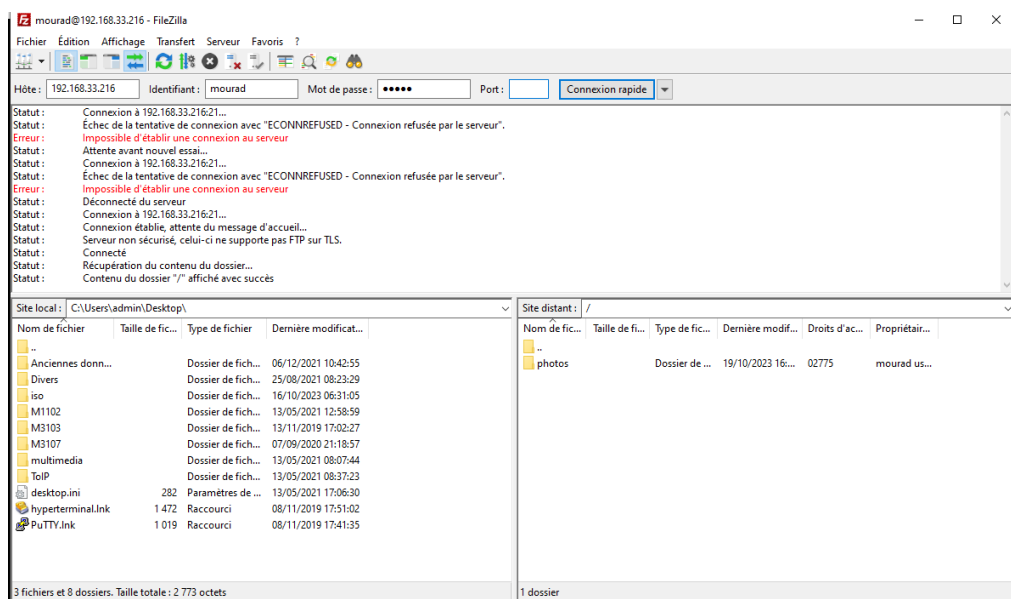 mourad@192.168.33.216 - FileZilla
Fichier Édition Affichage Transfert Serveur Favoris ?
Hôte : 192.168.33.216 Identifiant : mourad Mot de passe : ●●●●● Port : Connexion rapide
Statut : Connexion à 192.168.33.216:21...
Statut : Échec de la tentative de connexion avec "ECONNREFUSED - Connexion refusée par le serveur".
Erreur : Impossible d'établir une connexion au serveur
Statut : Attente avant nouvel essai...
Statut : Connexion à 192.168.33.216:21...
Statut : Échec de la tentative de connexion avec "ECONNREFUSED - Connexion refusée par le serveur".
Erreur : Impossible d'établir une connexion au serveur
Statut : Déconnecté du serveur
Statut : Connexion à 192.168.33.216:21...
Statut : Connexion établie, attente du message d'accueil...
Statut : Serveur non sécurisé, celui-ci ne supporte pas FTP sur TLS.
Statut : Connecté
Statut : Récupération du contenu du dossier...
Statut : Contenu du dossier "/" affiché avec succès
Site local : C:\Users\admin\Desktop\
Nom de fichier Taille de fic... Type de fichier Dernière modificat...
..
Anciennes donn... Dossier de fich... 06/12/2021 10:42:55
Divers Dossier de fich... 25/08/2021 08:23:29
iso Dossier de fich... 16/10/2023 06:31:05
M1102 Dossier de fich... 13/05/2021 12:58:59
M3103 Dossier de fich... 13/11/2019 17:02:27
M3107 Dossier de fich... 07/09/2020 21:18:57
multimedia Dossier de fich... 13/05/2021 08:07:44
ToIP Dossier de fich... 13/05/2021 08:37:23
desktop.ini 282 Paramètres de ... 13/05/2021 17:06:30
hyperterminal.lnk 1 472 Raccourci 08/11/2019 17:51:02
PuTTY.lnk 1 019 Raccourci 08/11/2019 17:41:35
3 fichiers et 8 dossiers. Taille totale : 2 773 octets
Site distant : /
Nom de fic... Taille de fi... Type de fic... Dernière modif... Droits d'ac... Propriétair...
..
photos Dossier de ... 19/10/2023 16:... 02775 mourad us...
1 dossier